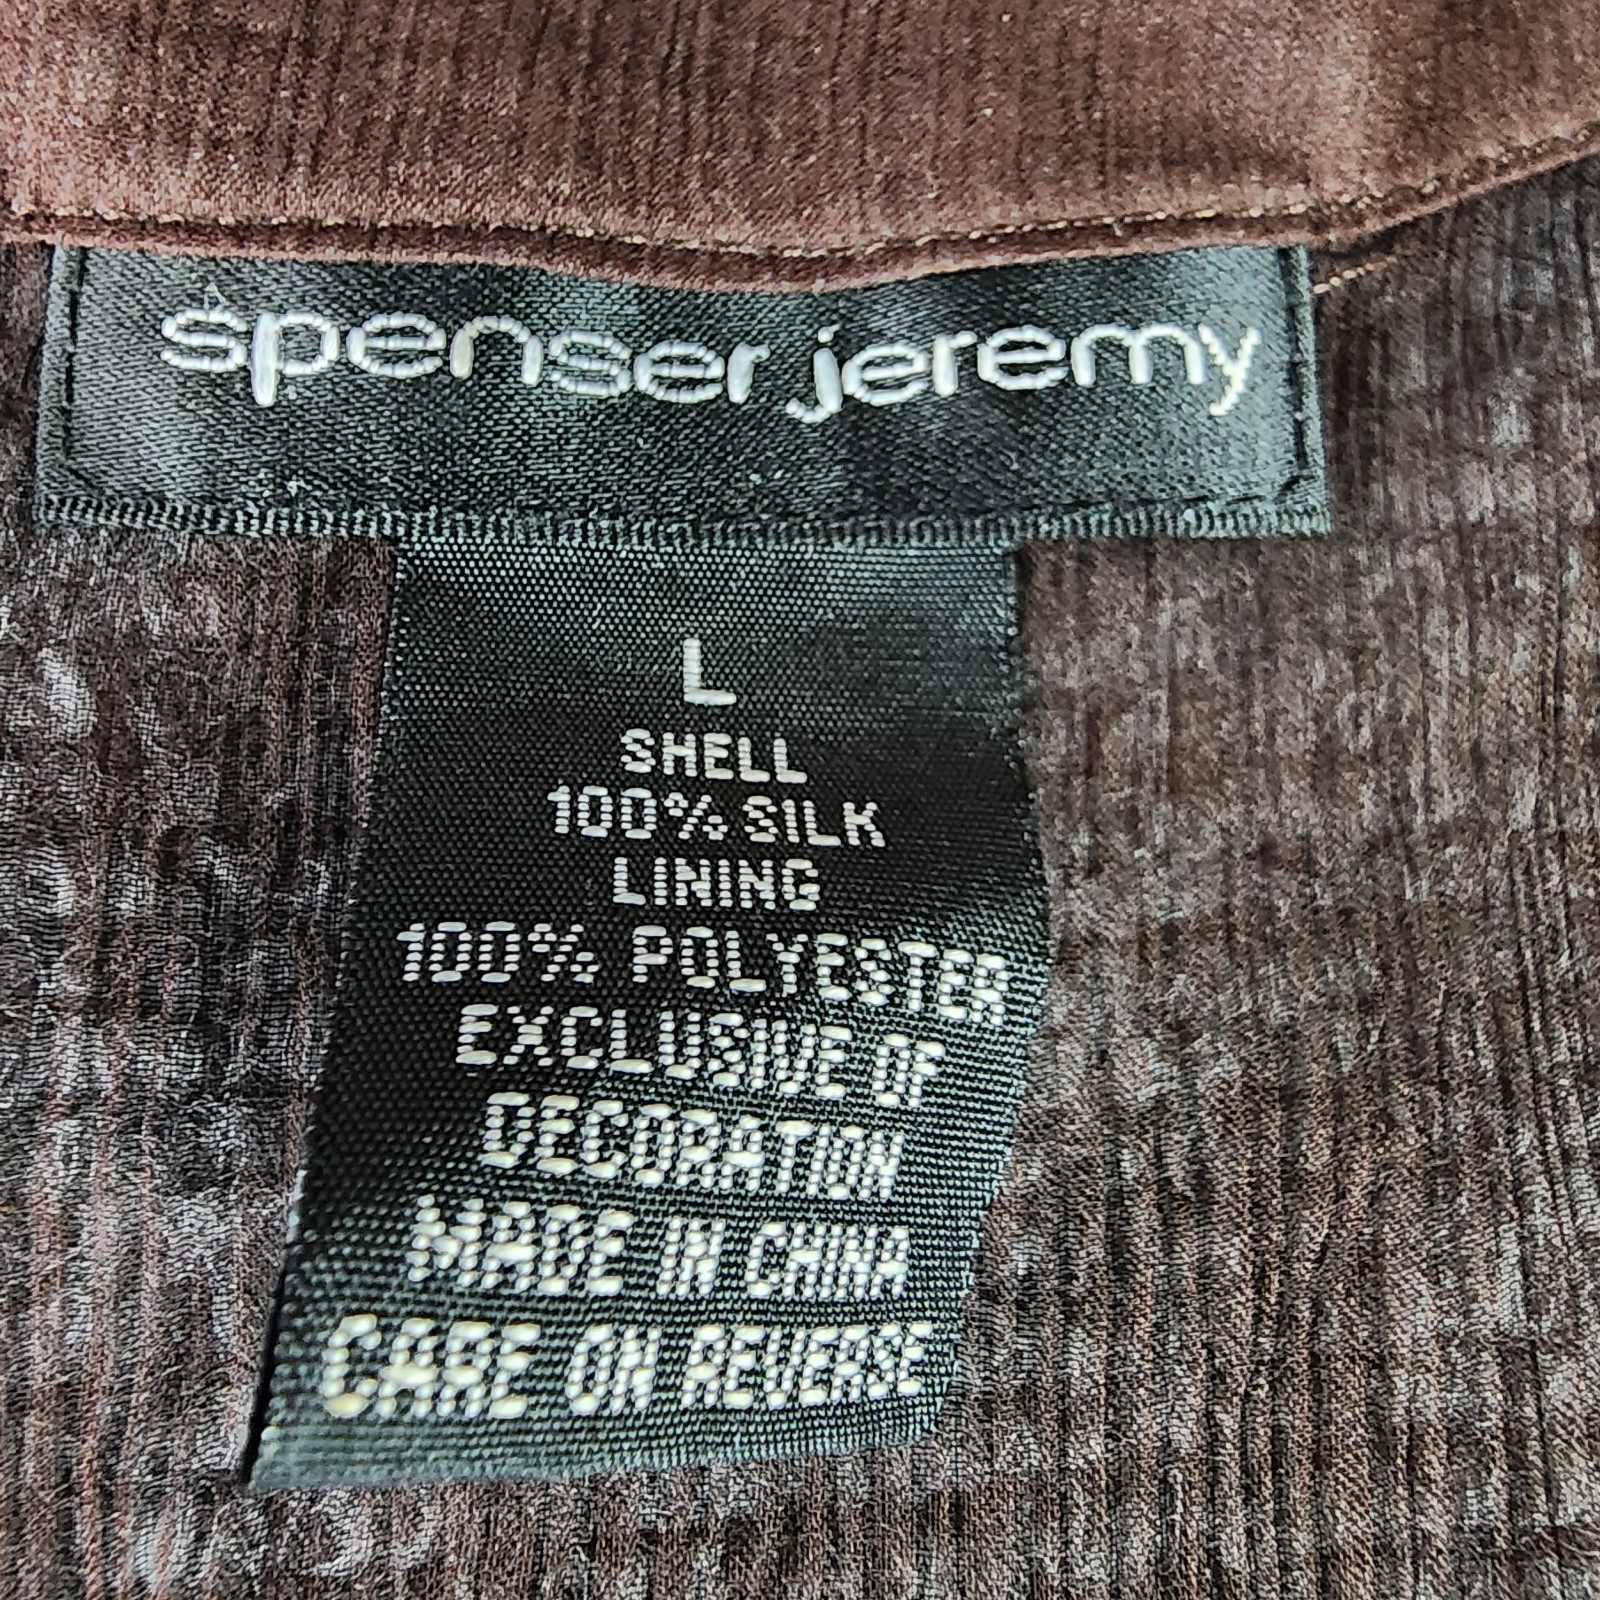 spenser jeremy
L
SHELL
100% SILK
LINING
100% POLYESTER
EXCLUSIVE OF
DECORATION
MADE IN CHINA
CARE ON REVERSE